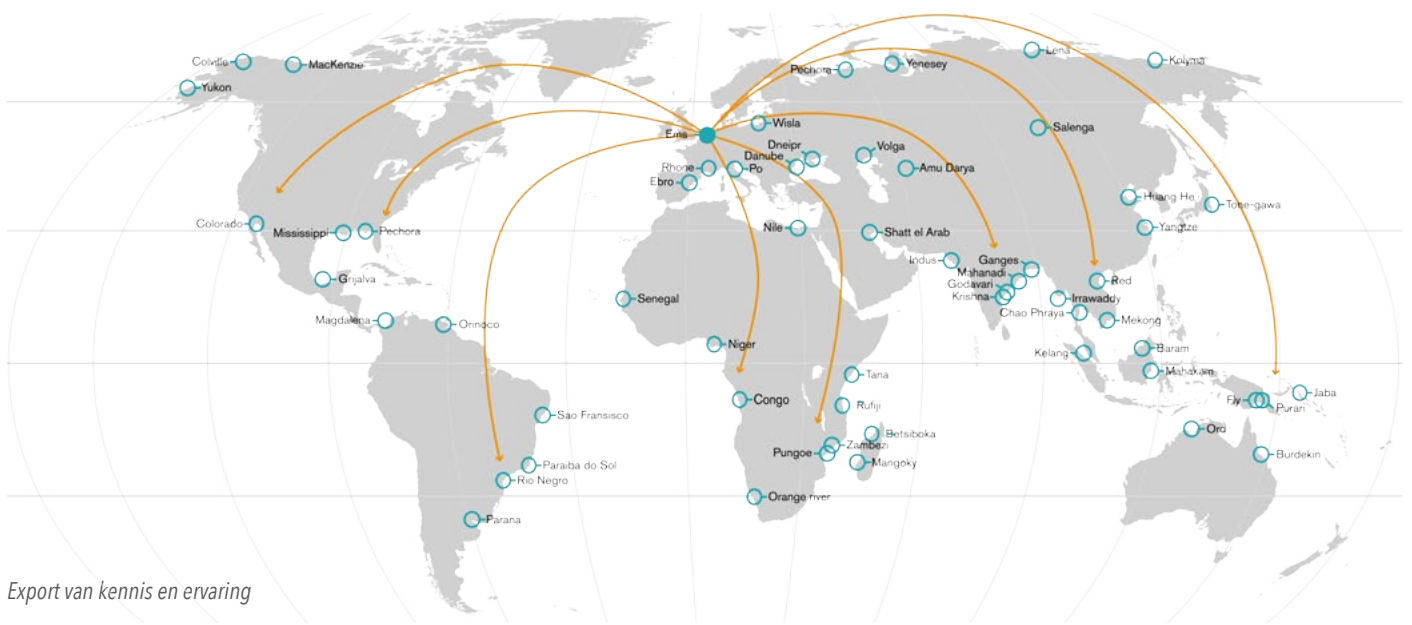 Colville
MacKenzie
Yukon
Lena
Kolyma
Pechora
Yenesey
Ems
Wisla
Salenga
Dneipr
Danube
Volga
Rhone
Po
Amu Darya
Ebro
Huang He
Tone-gawa
Colorado
Mississippi
Pechora
Nile
Shatt el Arab
Yangtze
Indus
Ganges
Mahanadi
Godavari
Krishna
Red
Grijalva
Senegal
Irrawaddy
Chao Phraya
Mekong
Magdalena
Orinoco
Niger
Kelang
Baram
Mahakam
Tana
Congo
Rufiji
Jaba
Fly
Purari
Sao Fransisco
Betsiboka
Ord
Zambezi
Pungoe
Mangoky
Burdekin
Paraiba do Sol
Rio Negro
Orange river
Parana
Export van kennis en ervaring